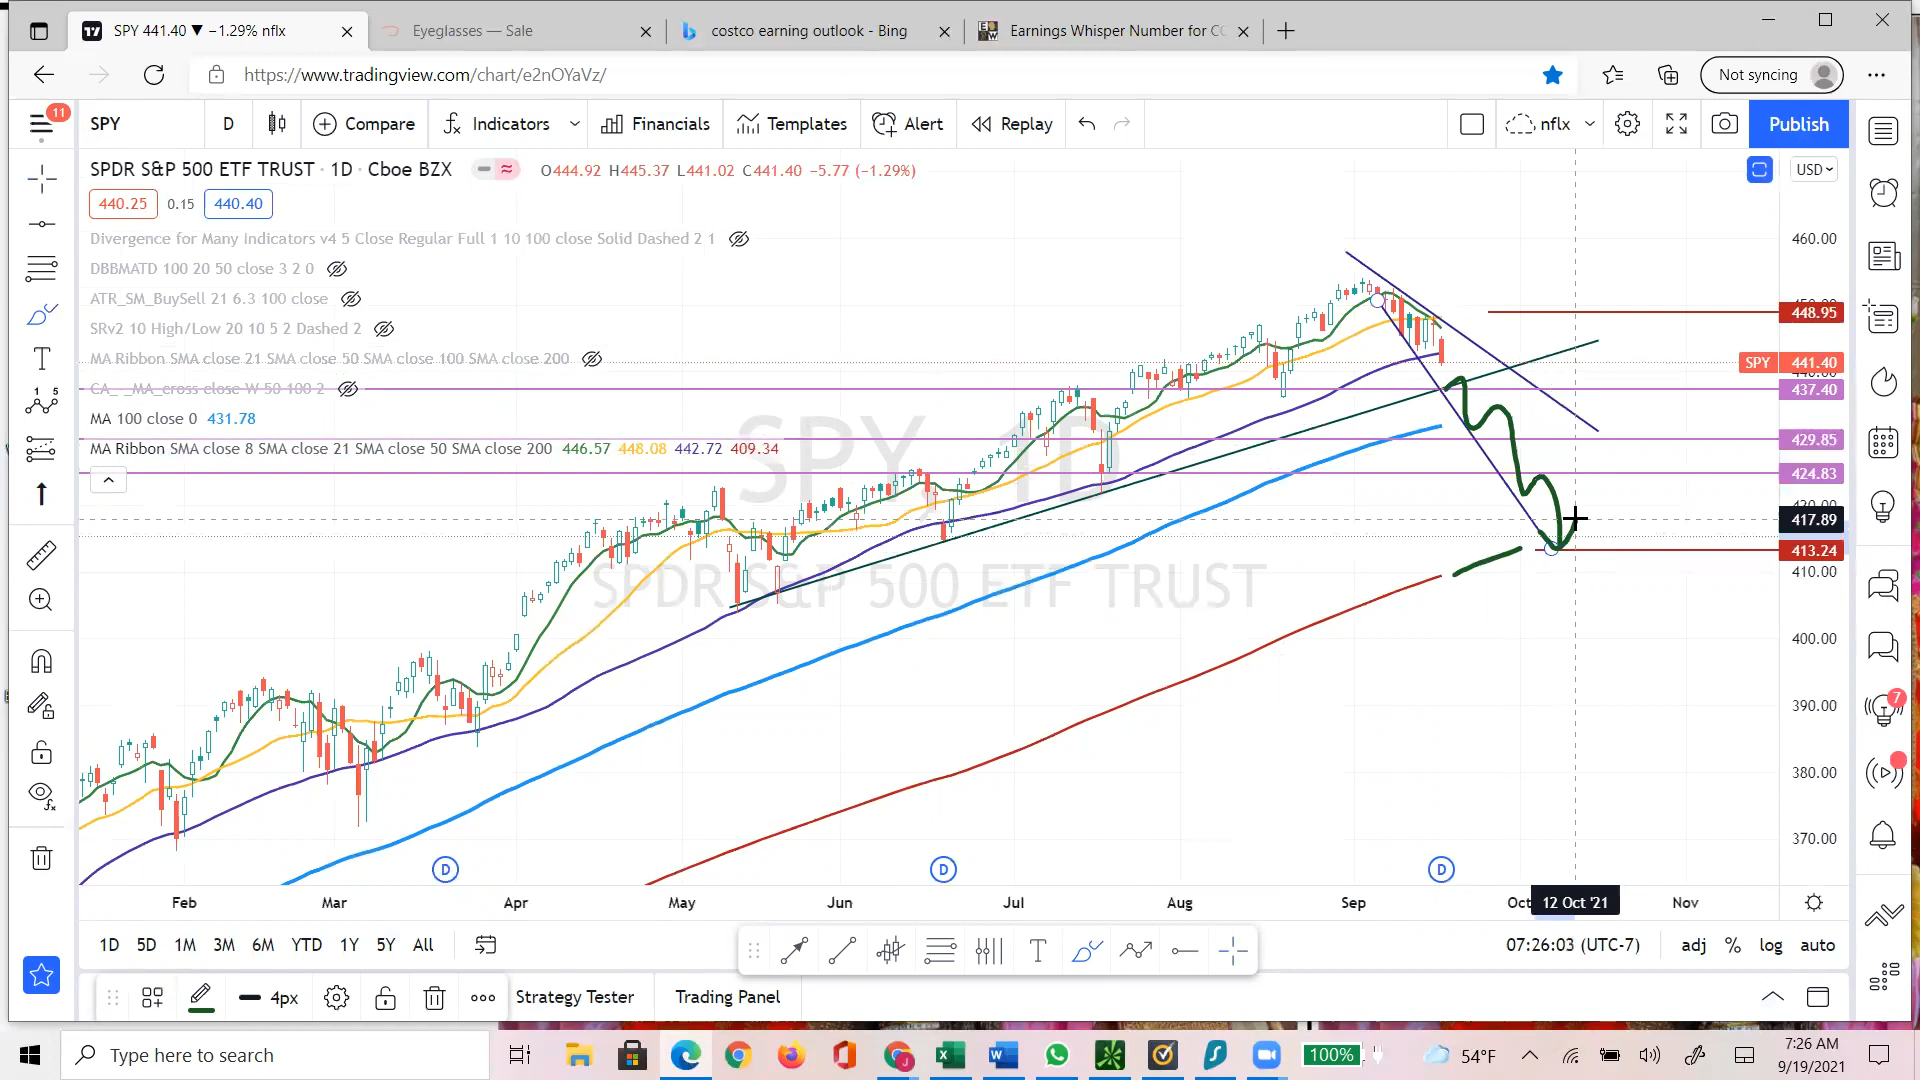 SPY 441.40 ▼ −1.29% nflx
Eyeglasses — Sale
costco earning outlook - Bing
Earnings Whisper Number for CC
https://www.tradingview.com/chart/e2nOYaVz/
Not syncing
11
SPY
D
Compare
Indicators
Financials
Templates
Alert
Replay
nflx
Publish
SPDR S&P 500 ETF TRUST · 1D · Cboe BZX
O444.92 H445.37 L441.02 C441.40 −5.77 (−1.29%)
USD
440.25
0.15
440.40
Divergence for Many Indicators v4 5 Close Regular Full 1 10 100 close Solid Dashed 2 1
DBBMATD 100 20 50 close 3 2 0
ATR_SM_BuySell 21 6.3 100 close
SRv2 10 High/Low 20 10 5 2 Dashed 2
MA Ribbon SMA close 21 SMA close 50 SMA close 100 SMA close 200
CA_-_MA_cross close W 50 100 2
MA 100 close 0 431.78
MA Ribbon SMA close 8 SMA close 21 SMA close 50 SMA close 200 446.57 448.08 442.72 409.34
SPY, 1D
SPDR S&P 500 ETF TRUST
460.00
448.95
SPY 441.40
437.40
429.85
424.83
420.00
417.89
413.24
410.00
400.00
390.00
380.00
370.00
D
D
D
Feb
Mar
Apr
May
Jun
Jul
Aug
Sep
Oct
12 Oct '21
Nov
1D
5D
1M
3M
6M
YTD
1Y
5Y
All
07:26:03 (UTC-7)
adj
%
log
auto
4px
Strategy Tester
Trading Panel
7
Type here to search
100%
54°F
7:26 AM
9/19/2021